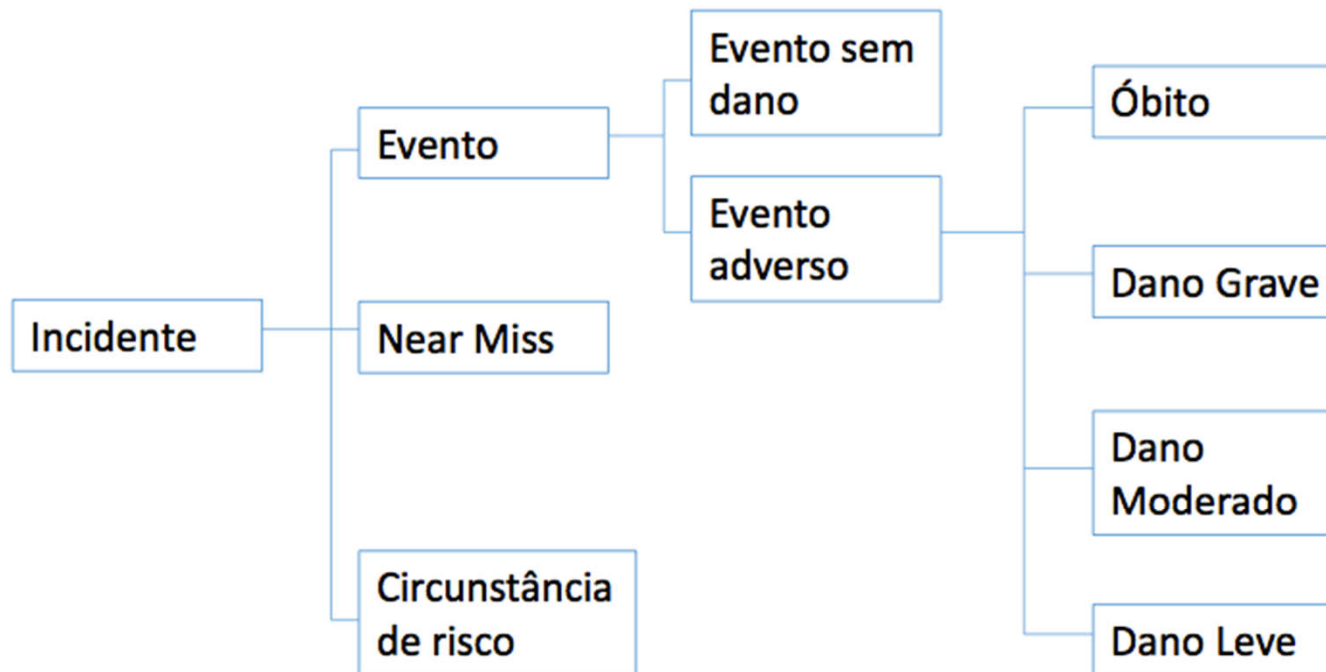 Incidente
Evento
Near Miss
Circunstância
de risco
Evento sem
dano
Evento
adverso
Óbito
Dano Grave
Dano
Moderado
Dano Leve